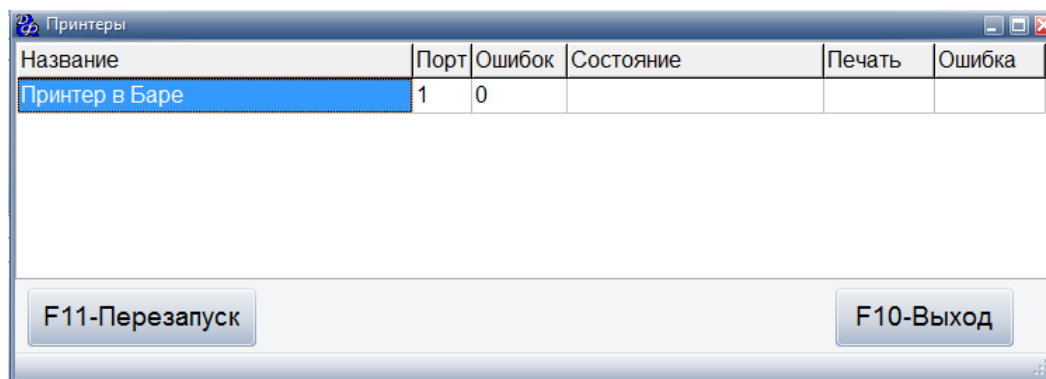 Принтеры
Название Порт Ошибок Состояние Печать Ошибка
Принтер в Баре 1 0
F11-Перезапуск F10-Выход